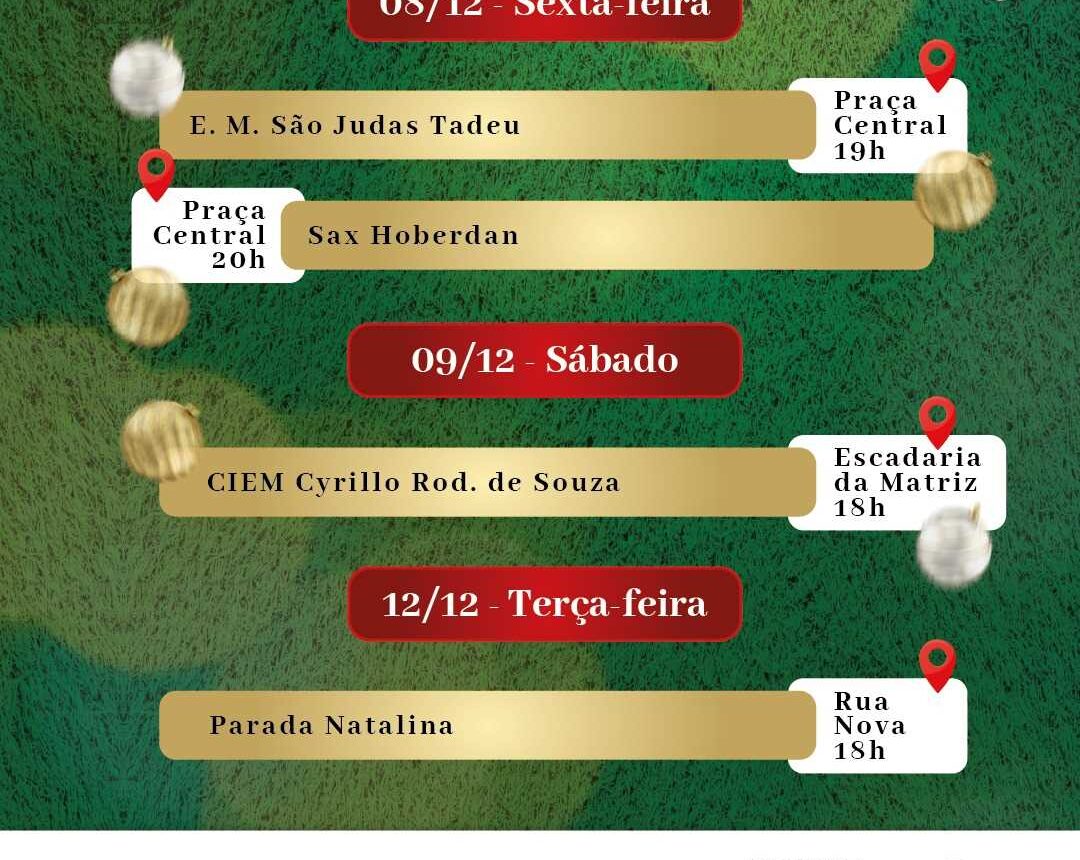 08/12 - Sexta-feira
E. M. São Judas Tadeu
Praça
Central
19h
Praça
Central
20h
Sax Hoberdan
09/12 - Sábado
CIEM Cyrillo Rod. de Souza
Escadaria
da Matriz
18h
12/12 - Terça-feira
Parada Natalina
Rua
Nova
18h